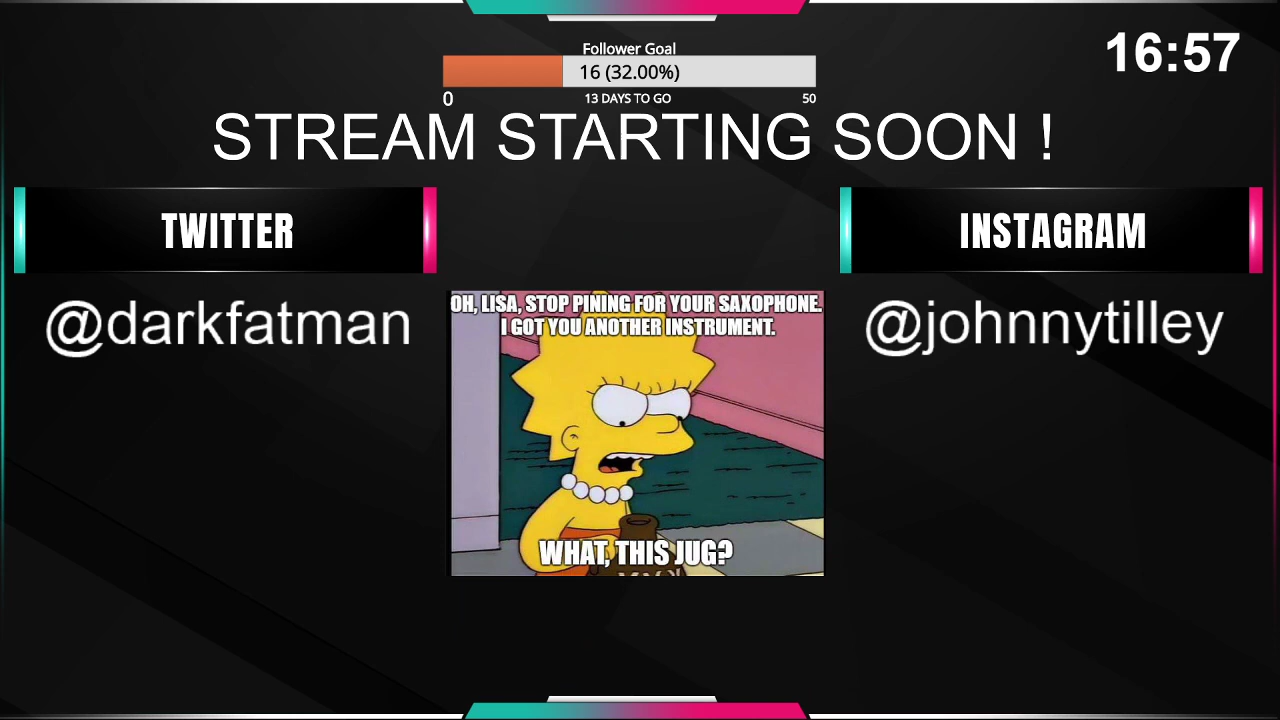 Follower Goal
16:57
16 (32.00%)
0
13 DAYS TO GO
50
STREAM STARTING SOON !
TWITTER
INSTAGRAM
@darkfatman
@johnnytilley
OH, LISA, STOP PINING FOR YOUR SAXOPHONE.
I GOT YOU ANOTHER INSTRUMENT.
WHAT, THIS JUG?